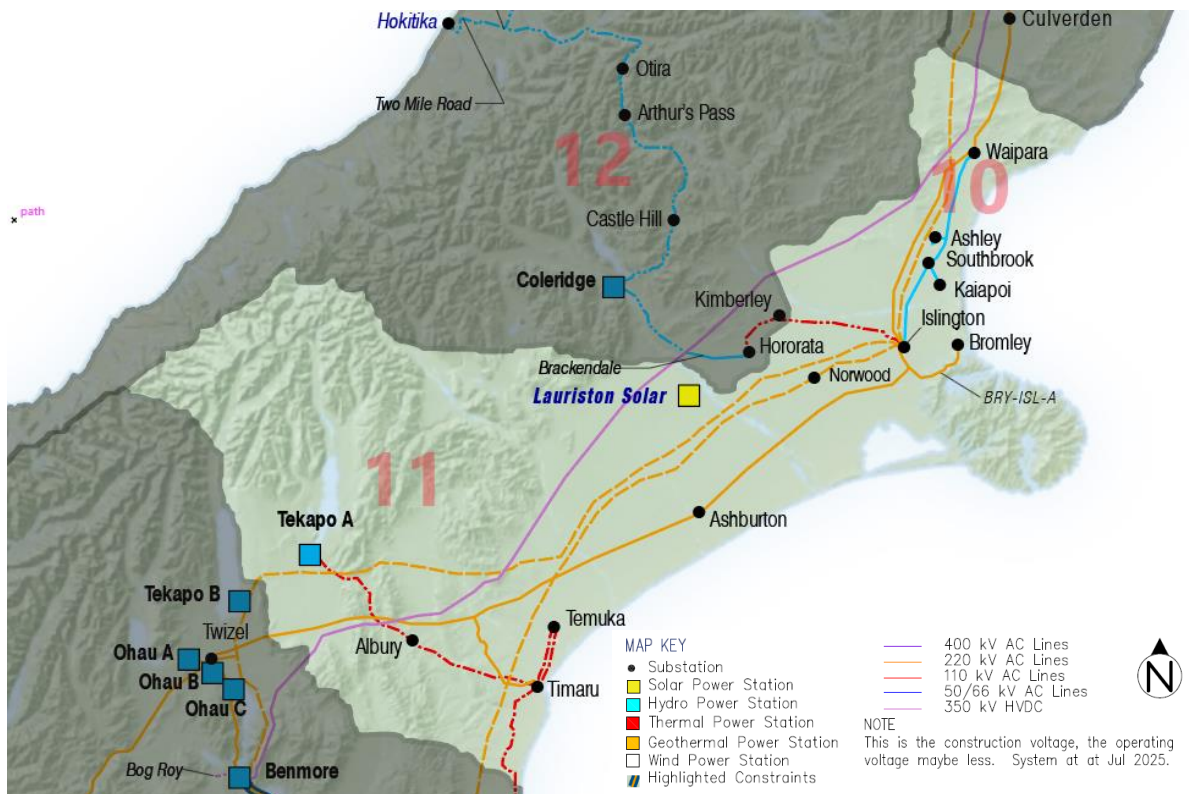 Hokitika
Culverden
Otira
Two Mile Road
Arthur's Pass
12
Waipara
10
path
Castle Hill
Ashley
Southbrook
Coleridge
Kaiapoi
Kimberley
Islington
Hororata
Bromley
Brackendale
Norwood
Lauriston Solar
BRY-ISL-A
11
Tekapo A
Ashburton
Tekapo B
Temuka
Twizel
Albury
Ohau A
Ohau B
Timaru
Ohau C
Bog Roy
Benmore
MAP KEY
Substation
Solar Power Station
Hydro Power Station
Thermal Power Station
Geothermal Power Station
Wind Power Station
Highlighted Constraints
400 kV AC Lines
220 kV AC Lines
110 kV AC Lines
50/66 kV AC Lines
350 kV HVDC
NOTE
This is the construction voltage, the operating
voltage maybe less. System at at Jul 2025.
N